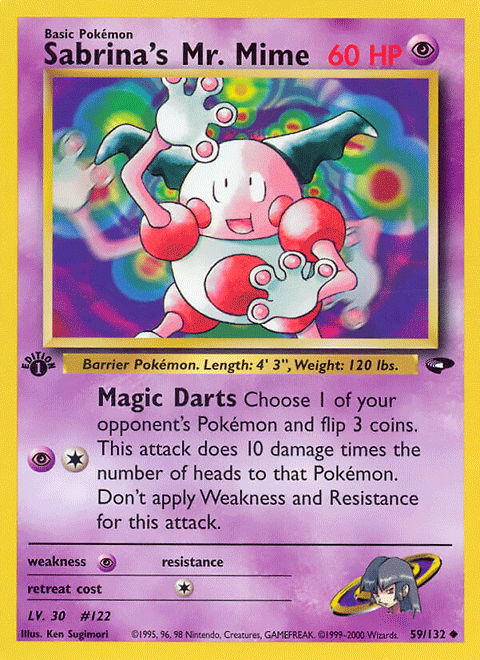 Basic Pokémon
Sabrina's Mr. Mime 60 HP
EDITION
1
Barrier Pokémon. Length: 4' 3", Weight: 120 lbs.
Magic Darts Choose 1 of your
opponent's Pokémon and flip 3 coins.
This attack does 10 damage times the
number of heads to that Pokémon.
Don't apply Weakness and Resistance
for this attack.
weakness resistance
retreat cost
LV. 30 #122
Illus. Ken Sugimori ©1995, 96, 98 Nintendo, Creatures, GAMEFREAK. ©1999-2000 Wizards. 59/132